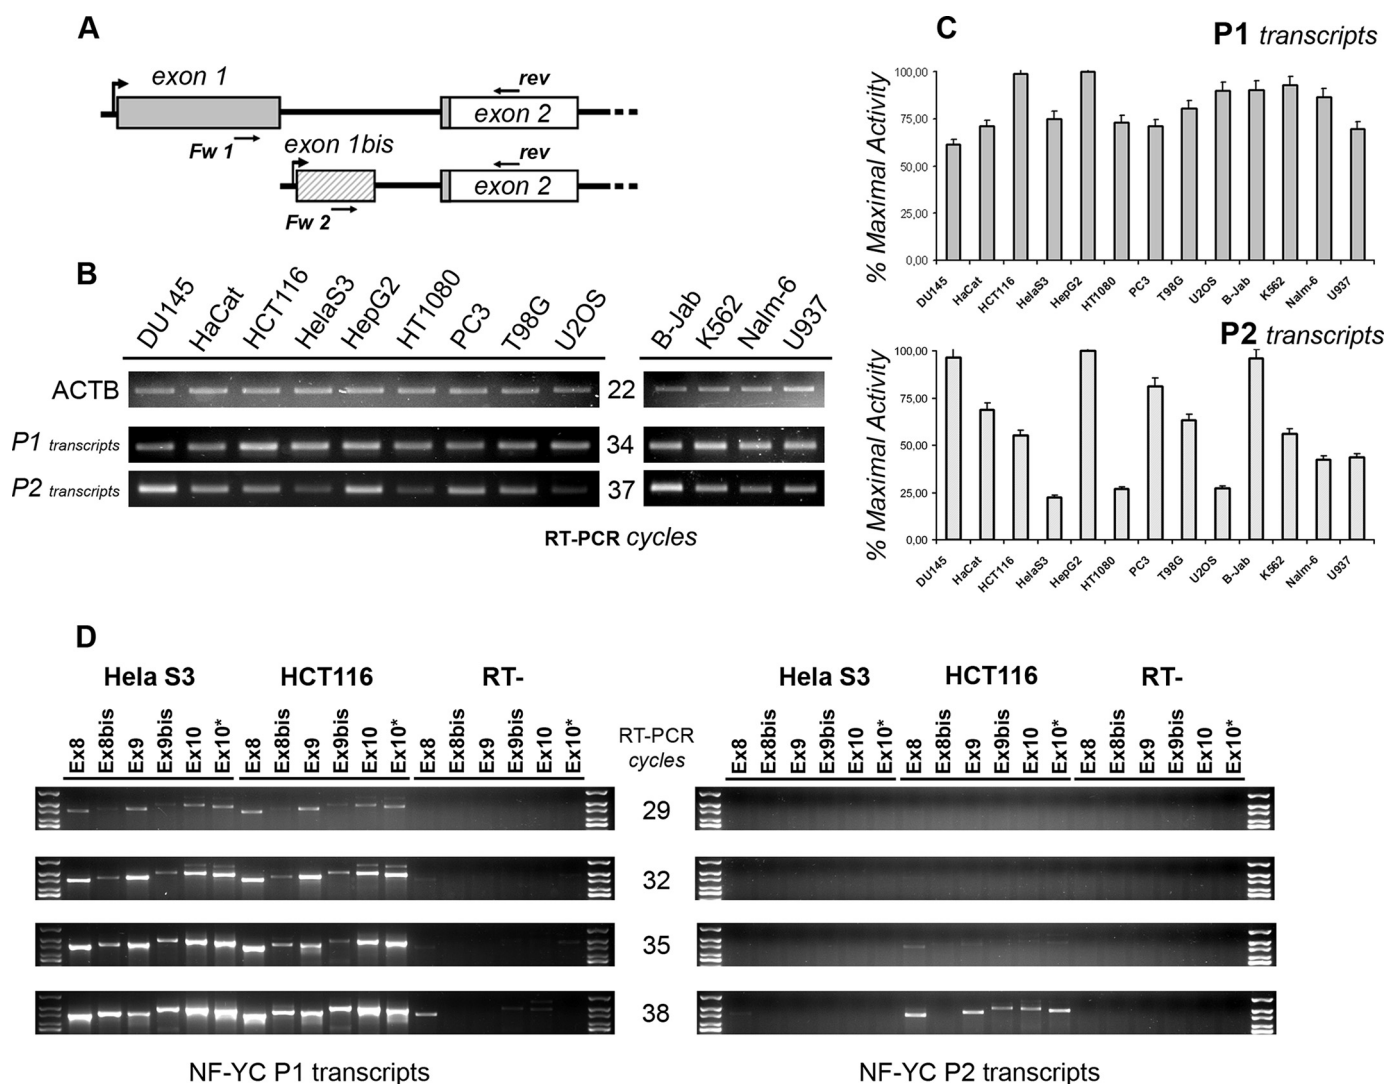 A
exon 1
rev
exon 2
Fw 1
exon 1bis
rev
exon 2
Fw 2
B
DU145 HaCat HCT116 HelaS3 HepG2 HT1080 PC3 T98G U2OS B-Jab K562 Nalm-6 U937
ACTB 22
P1 transcripts 34
P2 transcripts 37
RT-PCR cycles
C
P1 transcripts
% Maximal Activity
100,00
75,00
50,00
25,00
0,00
DU145 HaCat HCT116 HelaS3 HepG2 HT1080 PC3 T98G U2OS B-Jab K562 Nalm-6 U937
P2 transcripts
% Maximal Activity
100,00
75,00
50,00
25,00
0,00
DU145 HaCat HCT116 HelaS3 HepG2 HT1080 PC3 T98G U2OS B-Jab K562 Nalm-6 U937
D
Hela S3 HCT116 RT-
Ex8 Ex8bis Ex9 Ex9bis Ex10 Ex10* Ex8 Ex8bis Ex9 Ex9bis Ex10 Ex10* Ex8 Ex8bis Ex9 Ex9bis Ex10 Ex10*
RT-PCR
cycles
29
32
35
38
NF-YC P1 transcripts
Hela S3 HCT116 RT-
Ex8 Ex8bis Ex9 Ex9bis Ex10 Ex10* Ex8 Ex8bis Ex9 Ex9bis Ex10 Ex10* Ex8 Ex8bis Ex9 Ex9bis Ex10 Ex10*
NF-YC P2 transcripts